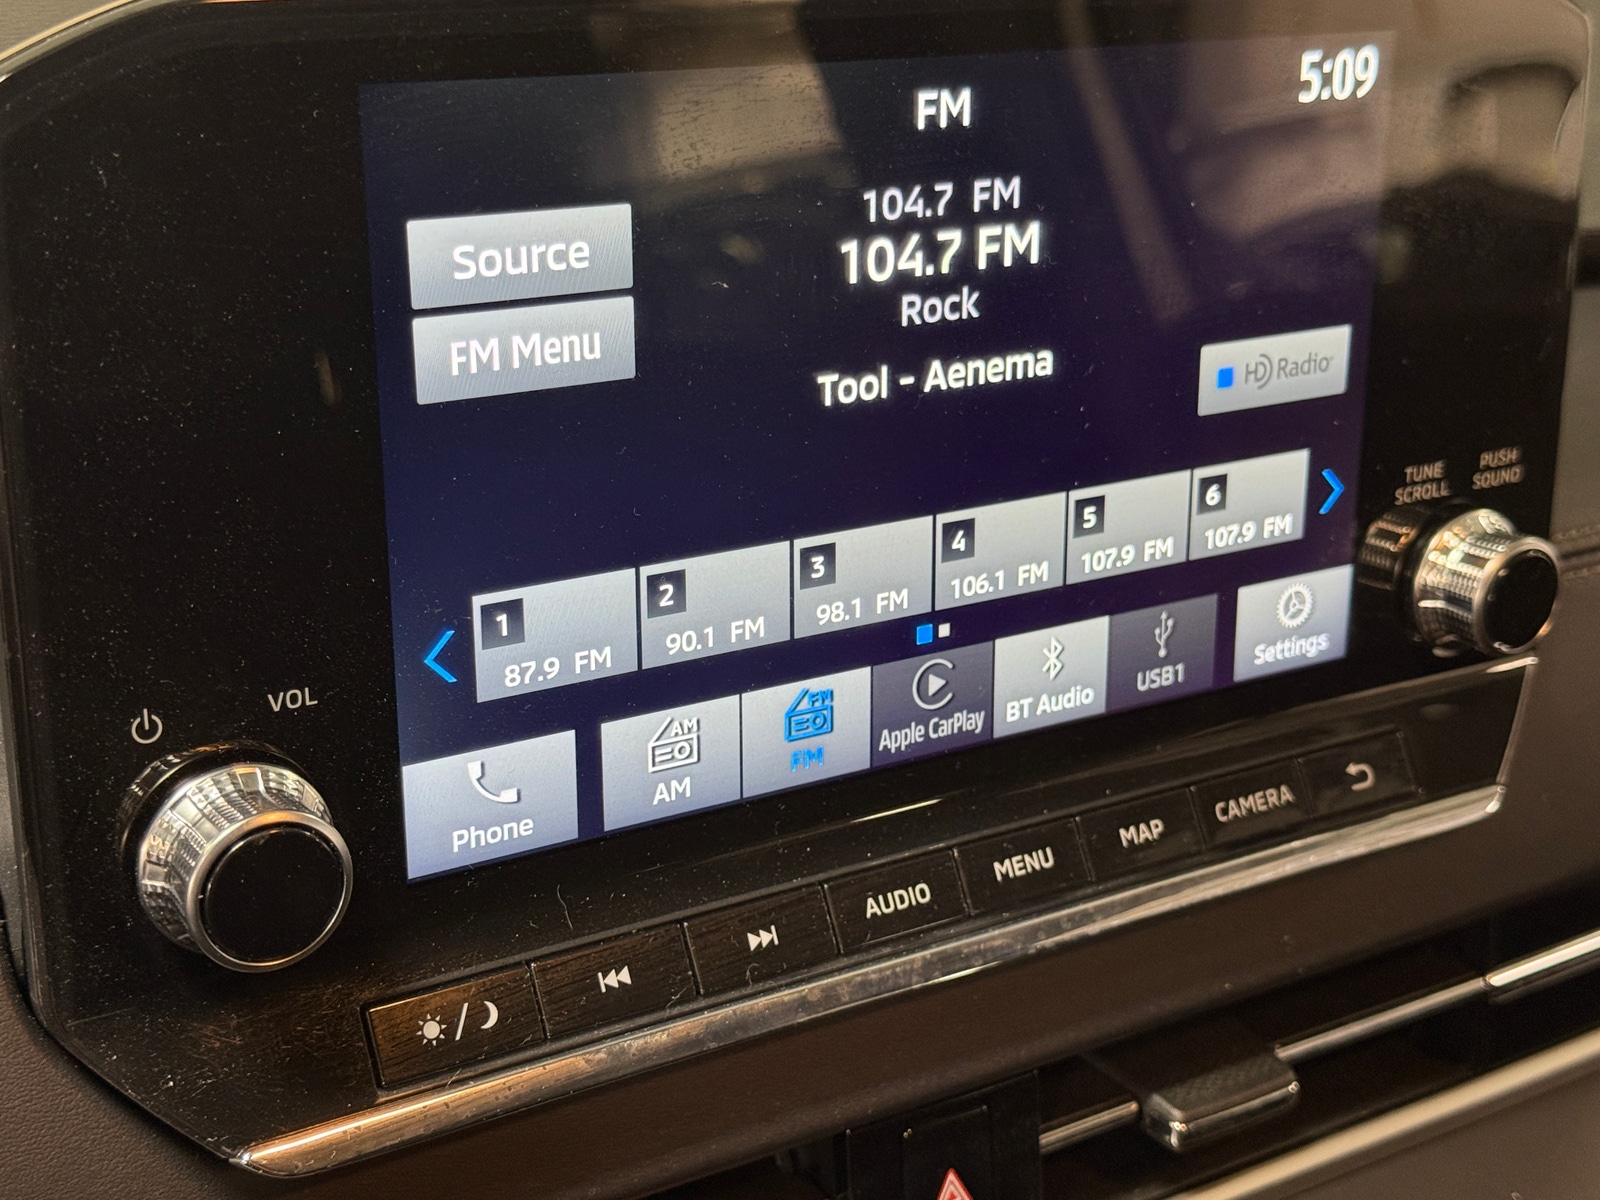 5:09
FM
104.7 FM
104.7 FM
Rock
Tool - Aenema
Source
FM Menu
HD Radio
TUNE
SCROLL
PUSH
SOUND
1
87.9 FM
2
90.1 FM
3
98.1 FM
4
106.1 FM
5
107.9 FM
6
107.9 FM
VOL
Phone
AM
AM
FM
FM
Apple CarPlay
BT Audio
USB1
Settings
AUDIO
MENU
MAP
CAMERA